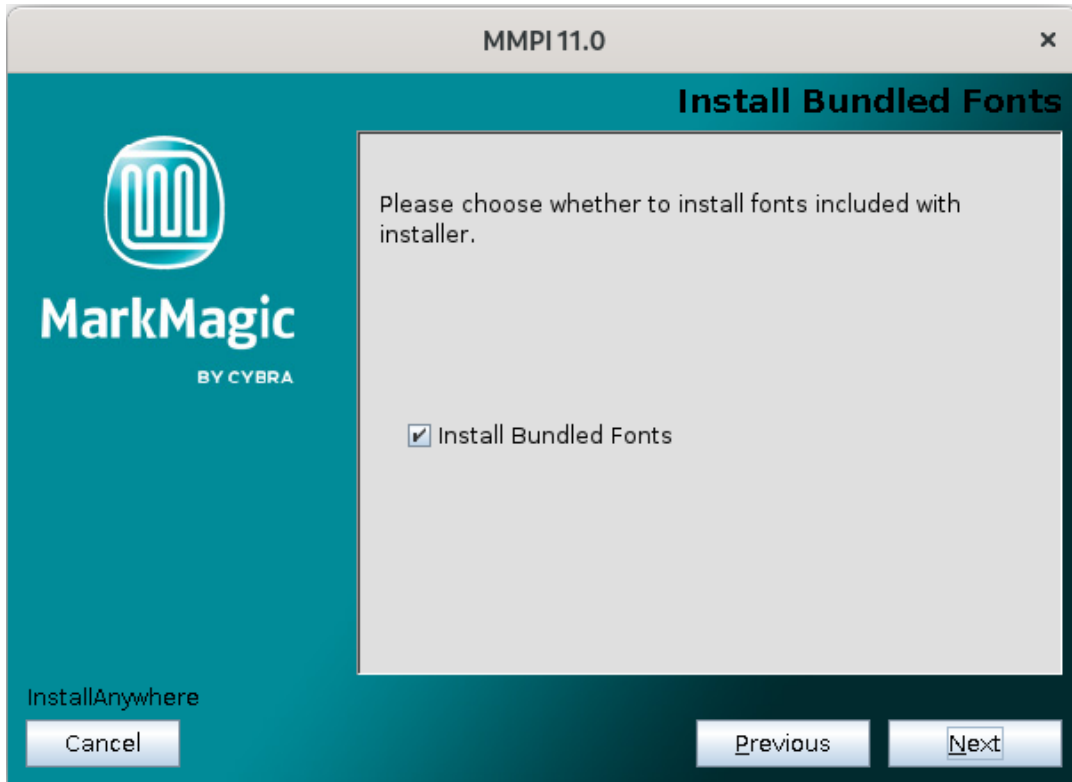 MMPI 11.0
Install Bundled Fonts
MarkMagic
BY CYBRA
Please choose whether to install fonts included with
installer.
Install Bundled Fonts
InstallAnywhere
Cancel
Previous
Next